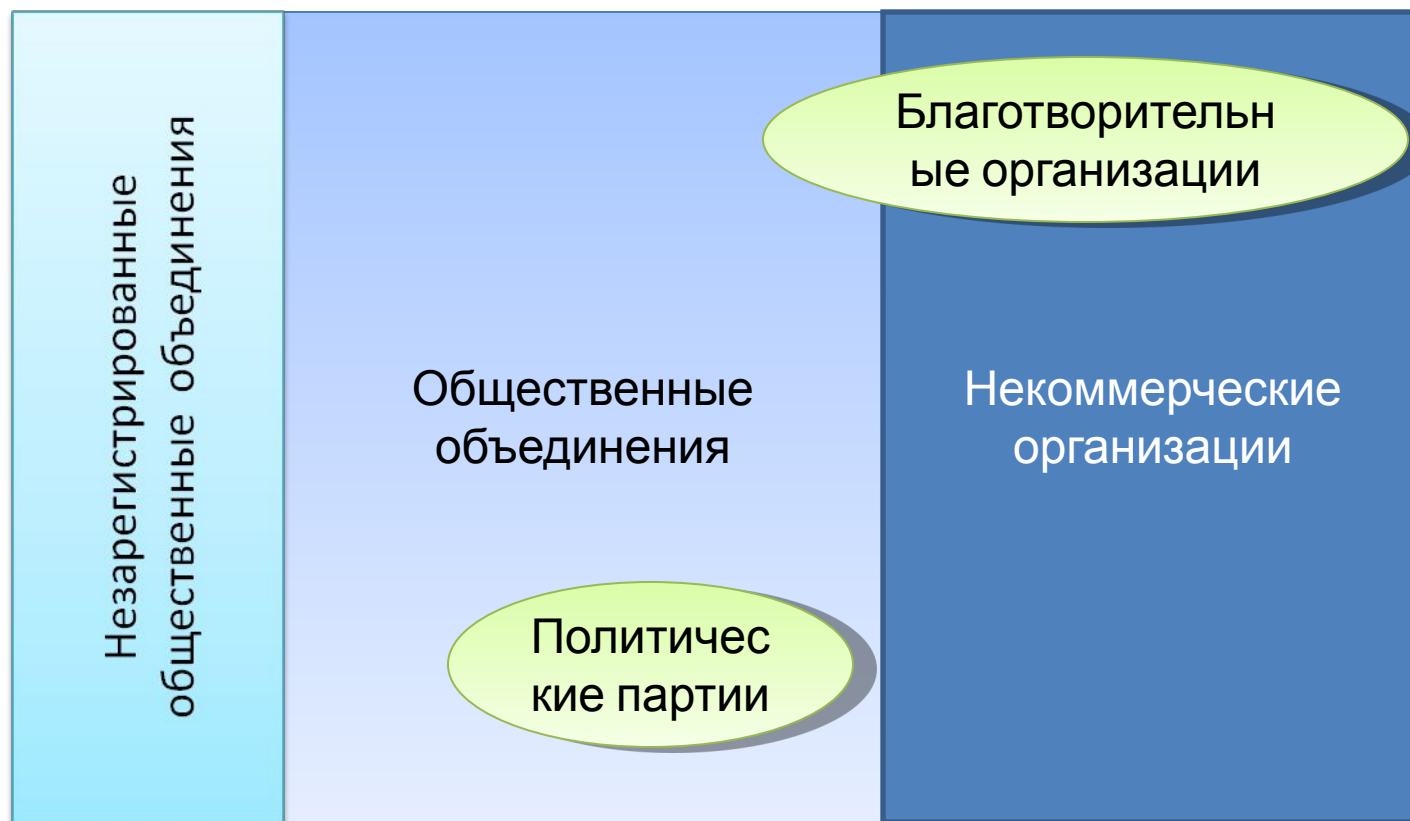 Незарегистрированные
общественные объединения
Общественные
объединения
Благотворительн
ые организации
Некоммерческие
организации
Политичес
кие партии